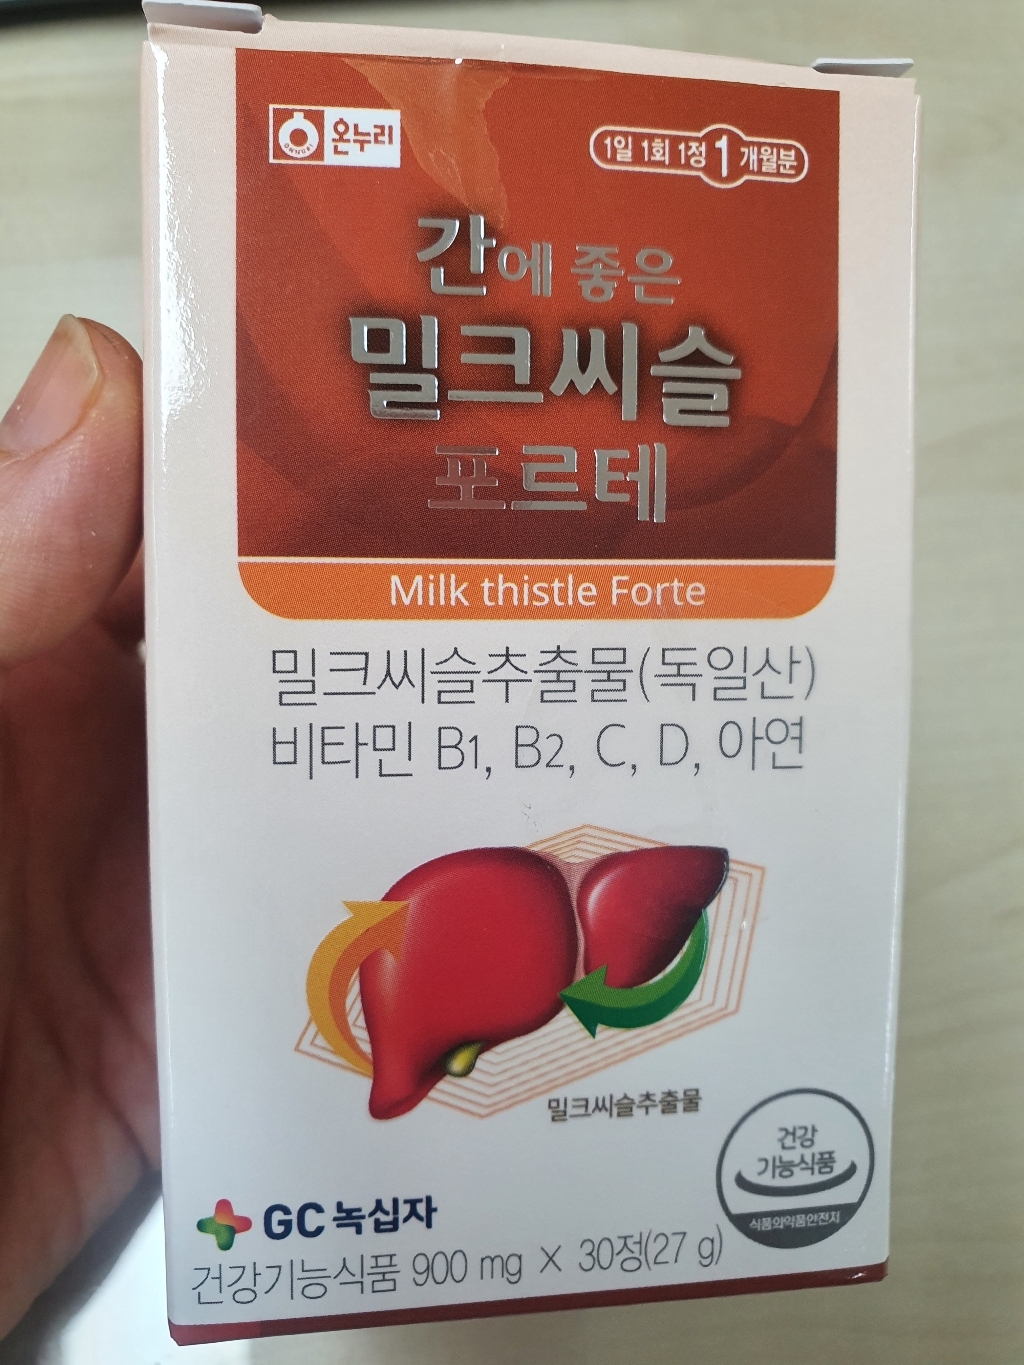 온누리
ONNURI
1일 1회 1정 1개월분
간에 좋은
밀크씨슬
포르테
Milk thistle Forte
밀크씨슬추출물(독일산)
비타민 B1, B2, C, D, 아연
밀크씨슬추출물
건강
기능식품
식품의약품안전처
GC녹십자
건강기능식품 900 mg X 30정(27 g)